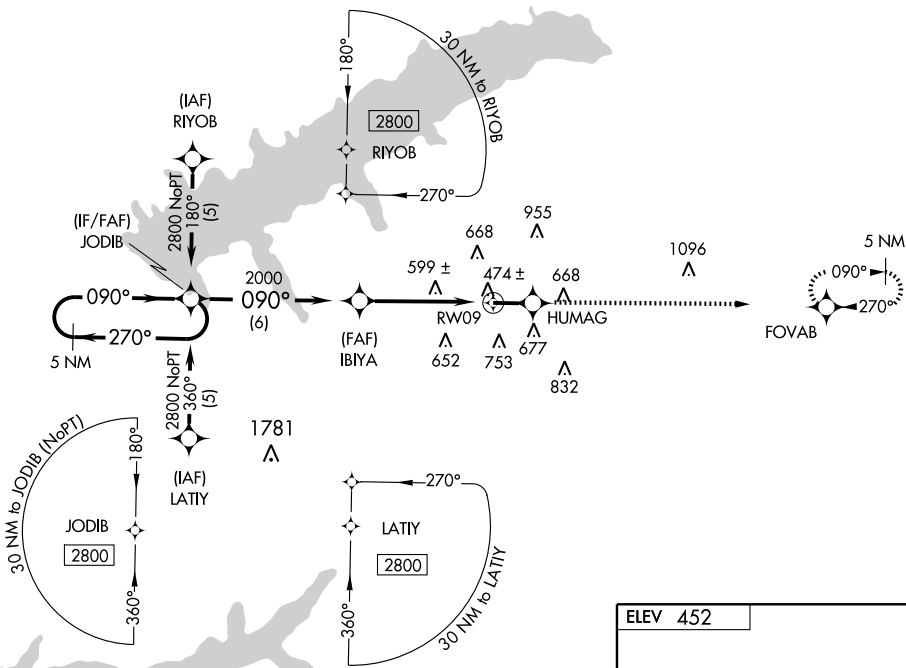 (IAF)
RIYOB
2800 NoPT
180°
(5)
180°
30 NM to RIYOB
2800
RIYOB
270°
(IF/FAF)
JODIB
090°
270°
5 NM
2000
090°
(6)
(FAF)
IBIYA
599 ±
668
955
474 ±
668
1096
RW09
HUMAG
652
753
677
832
5 NM
090°
270°
FOVAB
2800 NoPT
360°
(5)
(IAF)
LATIY
1781
30 NM to JODIB (NoPT)
180°
JODIB
2800
360°
270°
LATIY
2800
360°
30 NM to LATIY
ELEV 452